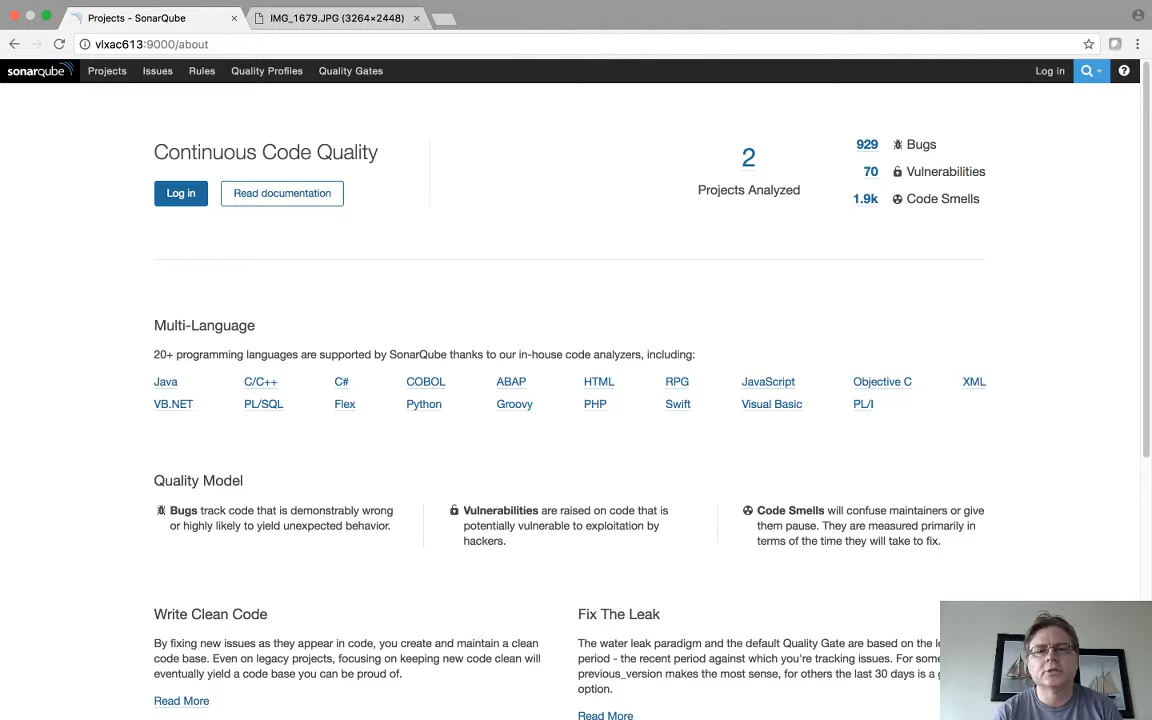 Projects - SonarQube
IMG_1679.JPG (3264×2448)
vlxac613:9000/about
sonarqube Projects Issues Rules Quality Profiles Quality Gates Log in
Continuous Code Quality
Log in Read documentation
2
Projects Analyzed
929 Bugs
70 Vulnerabilities
1.9k Code Smells
Multi-Language
20+ programming languages are supported by SonarQube thanks to our in-house code analyzers, including:
Java C/C++ C# COBOL ABAP HTML RPG JavaScript Objective C XML
VB.NET PL/SQL Flex Python Groovy PHP Swift Visual Basic PL/I
Quality Model
Bugs track code that is demonstrably wrong
or highly likely to yield unexpected behavior.
Vulnerabilities are raised on code that is
potentially vulnerable to exploitation by
hackers.
Code Smells will confuse maintainers or give
them pause. They are measured primarily in
terms of the time they will take to fix.
Write Clean Code
By fixing new issues as they appear in code, you create and maintain a clean
code base. Even on legacy projects, focusing on keeping new code clean will
eventually yield a code base you can be proud of.
Read More
Fix The Leak
The water leak paradigm and the default Quality Gate are based on the
period - the recent period against which you're tracking issues. For some
previous_version makes the most sense, for others the last 30 days is a
option.
Read More